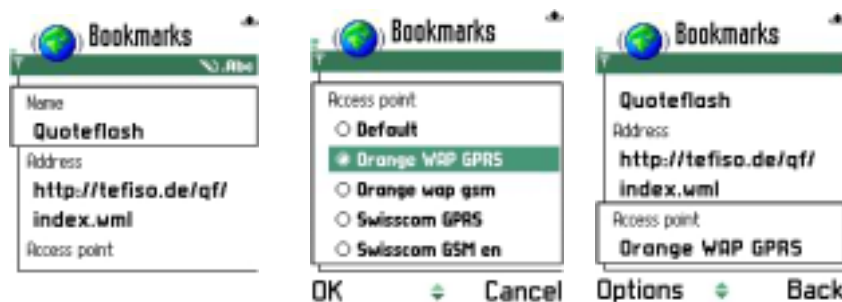 Bookmarks
Abc
Name
Quoteflash
Address
http://tefiso.de/qf/
index.wml
Access point
Bookmarks
Access point
Default
Orange WAP GPRS
Orange wap gsm
Swisscom GPRS
Swisscom GSM en
OK
Cancel
Bookmarks
Quoteflash
Address
http://tefiso.de/qf/
index.wml
Access point
Orange WAP GPRS
Options
Back